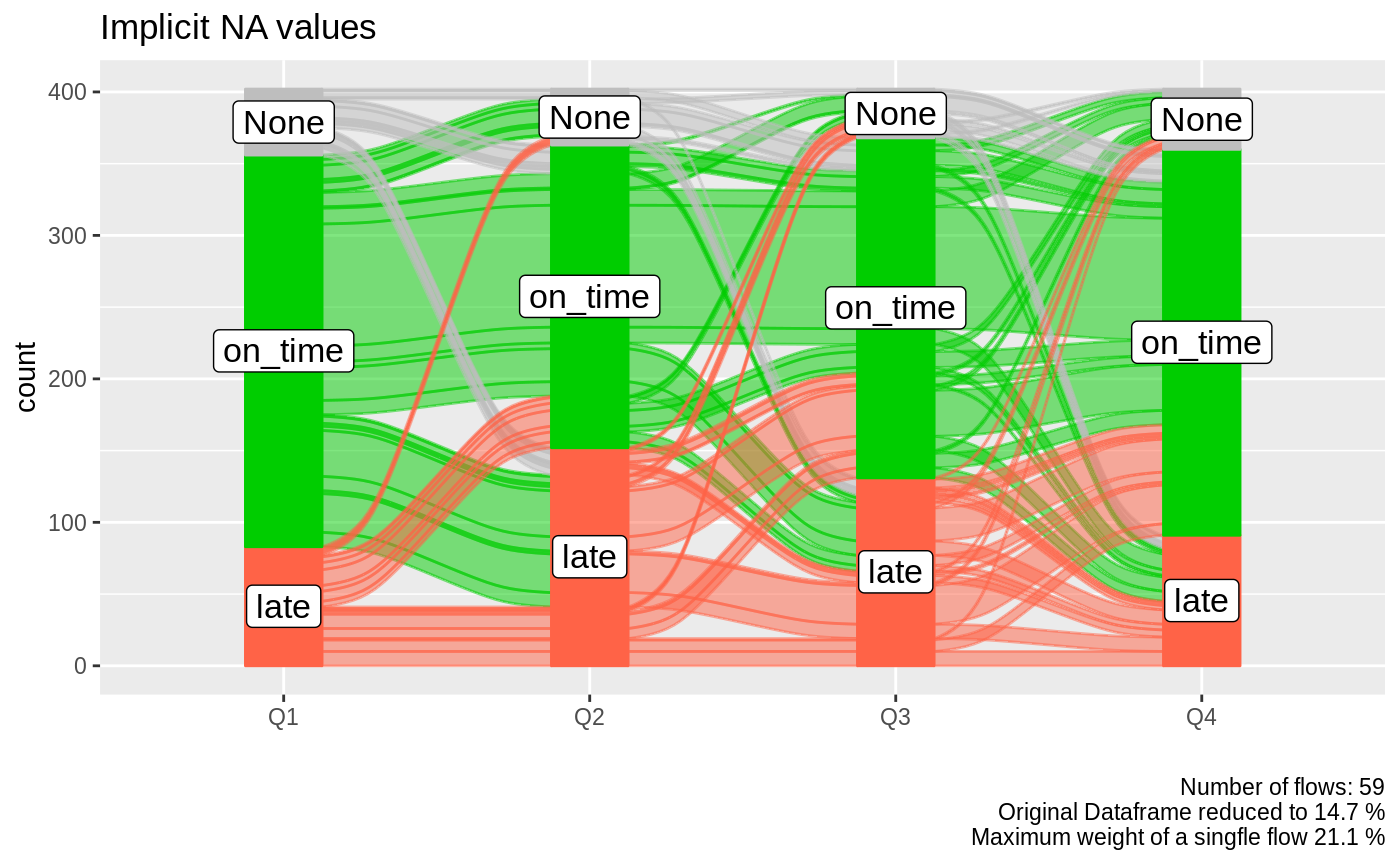 Implicit NA values
count
400
300
200
100
0
None
None
None
None
on_time
on_time
on_time
on_time
late
late
late
late
Q1 Q2 Q3 Q4
Number of flows: 59
Original Dataframe reduced to 14.7 %
Maximum weight of a singfle flow 21.1 %